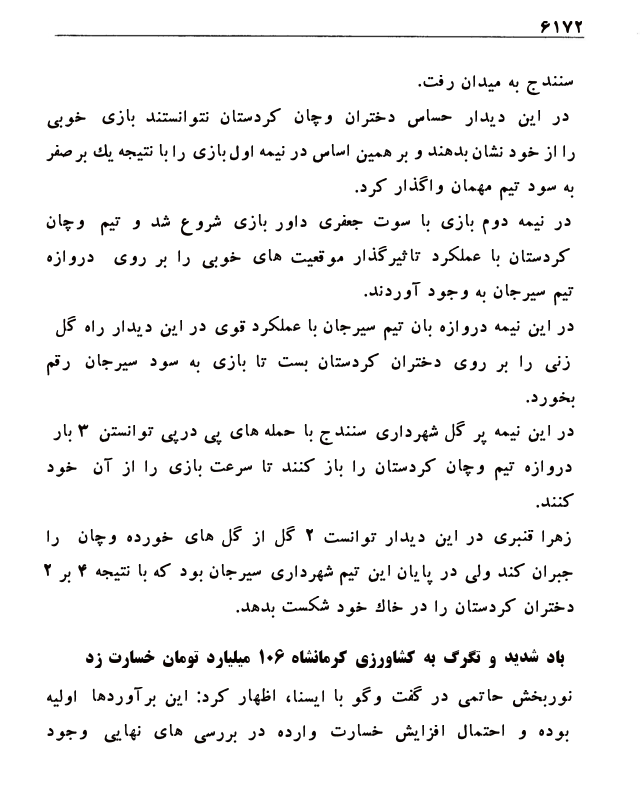 ۶۱۷۲
سنندج به میدان رفت.
در این دیدار حساس دختران وچان کردستان نتوانستند بازی خوبی
را از خود نشان بدهند و بر همین اساس در نیمه اول بازی را با نتیجه یك بر صفر
به سود تیم مهمان واگذار کرد.
در نیمه دوم بازی با سوت جعفری داور بازی شروع شد و تیم وچان
کردستان با عملکرد تاثیرگذار موقعیت های خوبی را بر روی دروازه
تیم سیرجان به وجود آوردند.
در این نیمه دروازه بان تیم سیرجان با عملکرد قوی در این دیدار راه گل
زنی را بر روی دختران کردستان بست تا بازی به سود سیرجان رقم
بخورد.
در این نیمه پر گل شهرداری سنندج با حمله های پی درپی توانستن ۳ بار
دروازه تیم وچان کردستان را باز کنند تا سرعت بازی را از آن خود
کنند.
زهرا قنبری در این دیدار توانست ۲ گل از گل های خورده وچان را
جبران کند ولی در پایان این تیم شهرداری سیرجان بود که با نتیجه ۴ بر ۲
دختران کردستان را در خاك خود شکست بدهد.
باد شدید و تگرگ به کشاورزی کرمانشاه ۱۰۶ میلیارد تومان خسارت زد
نوربخش حاتمی در گفت وگو با ایسنا، اظهار کرد: این برآوردها اولیه
بوده و احتمال افزایش خسارت وارده در بررسی های نهایی وجود